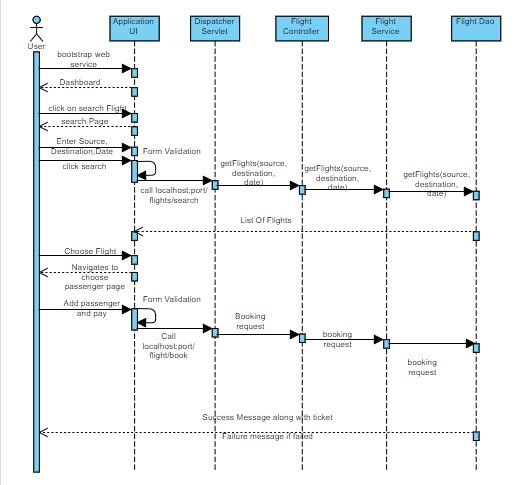 Application
UI
Dispatcher
Servlet
Flight
Controller
Flight
Service
Flight Dao
User
bootstrap web
service
Dashboard
click on search Flight
search Page
Enter Source,
Destination,Date
click search
Form Validation
call localhost:port/
flights/search
getFlights(source,
destination,
date)
getFlights(source,
destination,
date)
getFlights(source,
destination,
date)
List Of Flights
Choose Flight
Navigates to
choose
passenger page
Add passenger
and pay
Form Validation
Call
localhost:port/
flight/book
Booking
request
booking
request
booking
request
Success Message along with ticket
Failure message if failed